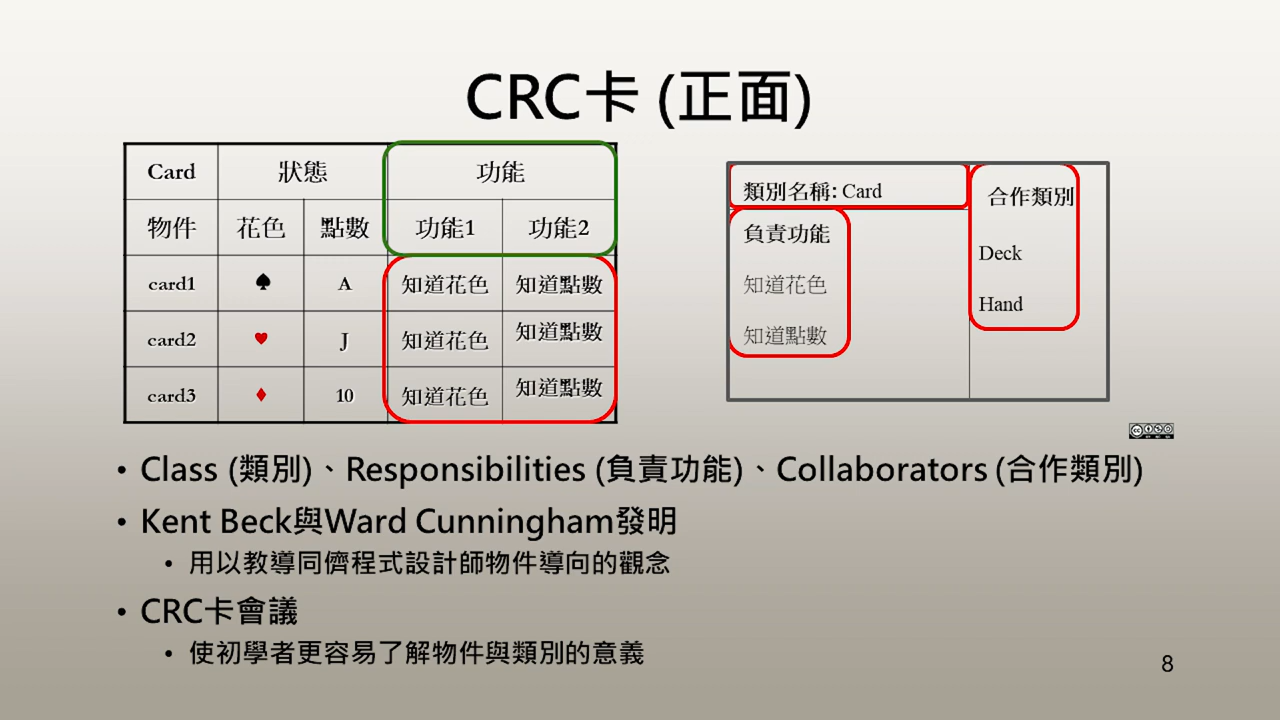 CRC卡 (正面)
Card 狀態 功能
物件 花色 點數 功能1 功能2
card1 ♠ A 知道花色 知道點數
card2 ♥ J 知道花色 知道點數
card3 ♦ 10 知道花色 知道點數
類別名稱: Card 合作類別
負責功能
知道花色 Deck
知道點數 Hand
• Class (類別)、Responsibilities (負責功能)、Collaborators (合作類別)
• Kent Beck與Ward Cunningham發明
• 用以教導同儕程式設計師物件導向的觀念
• CRC卡會議
• 使初學者更容易了解物件與類別的意義
8